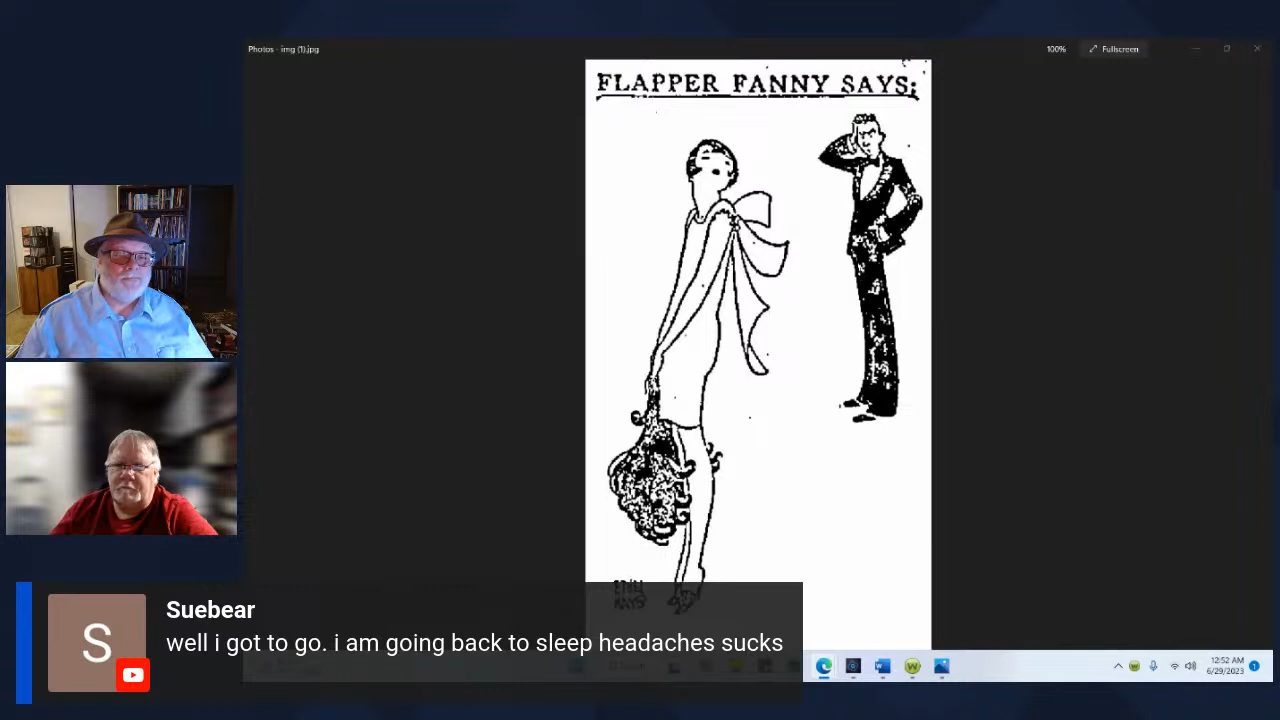 Photos - img (1).jpg
100%
Fullscreen
FLAPPER FANNY SAYS:
S
Suebear
well i got to go. i am going back to sleep headaches sucks
12:52 AM
6/29/2023